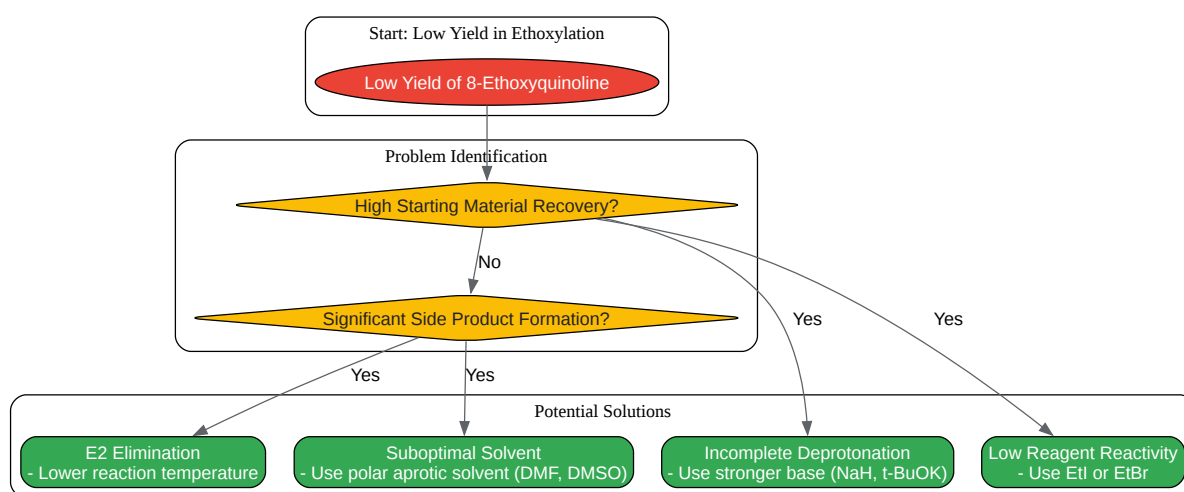 Start: Low Yield in Ethoxylation
Low Yield of 8-Ethoxyquinoline
Problem Identification
High Starting Material Recovery?
No
Significant Side Product Formation?
Yes
Yes
Yes
Yes
Potential Solutions
E2 Elimination
- Lower reaction temperature
Suboptimal Solvent
- Use polar aprotic solvent (DMF, DMSO)
Incomplete Deprotonation
- Use stronger base (NaH, t-BuOK)
Low Reagent Reactivity
- Use EtI or EtBr